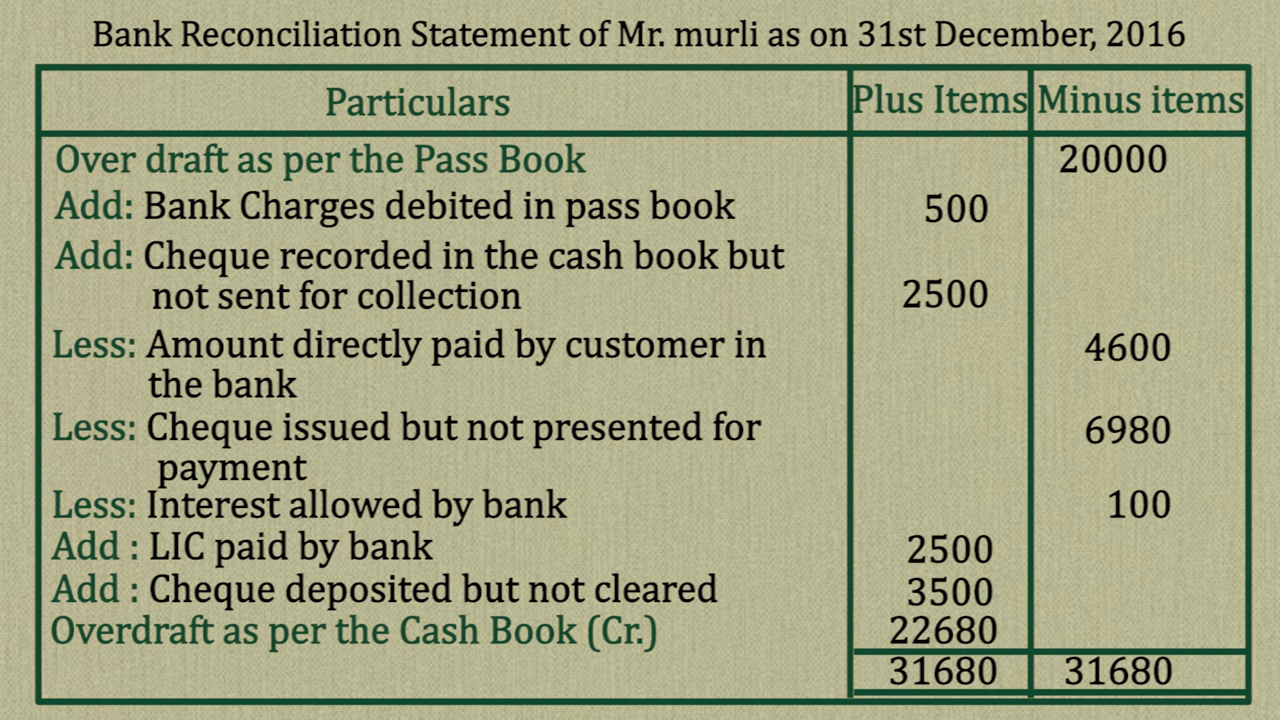 Bank Reconciliation Statement of Mr. murli as on 31st December, 2016
Particulars Plus Items Minus items
Over draft as per the Pass Book 20000
Add: Bank Charges debited in pass book 500
Add: Cheque recorded in the cash book but
not sent for collection 2500
Less: Amount directly paid by customer in 4600
the bank
Less: Cheque issued but not presented for 6980
payment
Less: Interest allowed by bank 100
Add : LIC paid by bank 2500
Add : Cheque deposited but not cleared 3500
Overdraft as per the Cash Book (Cr.) 22680
31680 31680